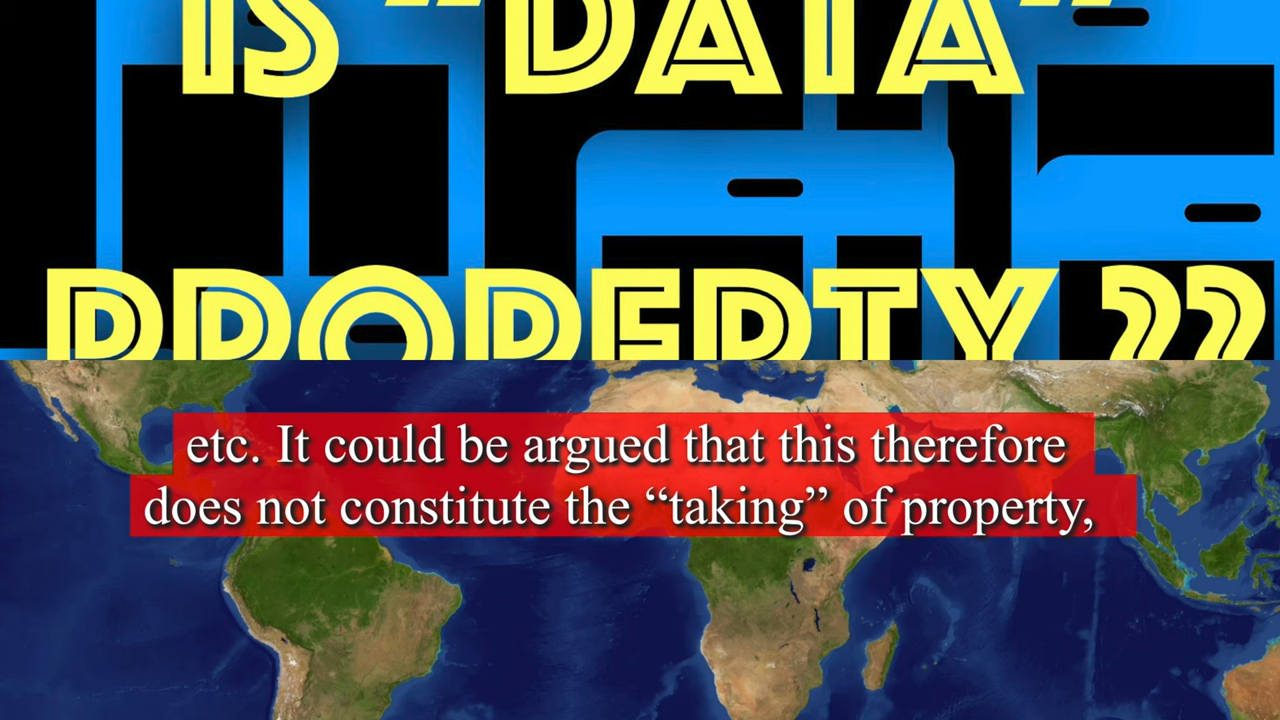 IS “DATA”
PROPERTY ??
etc. It could be argued that this therefore
does not constitute the “taking” of property,